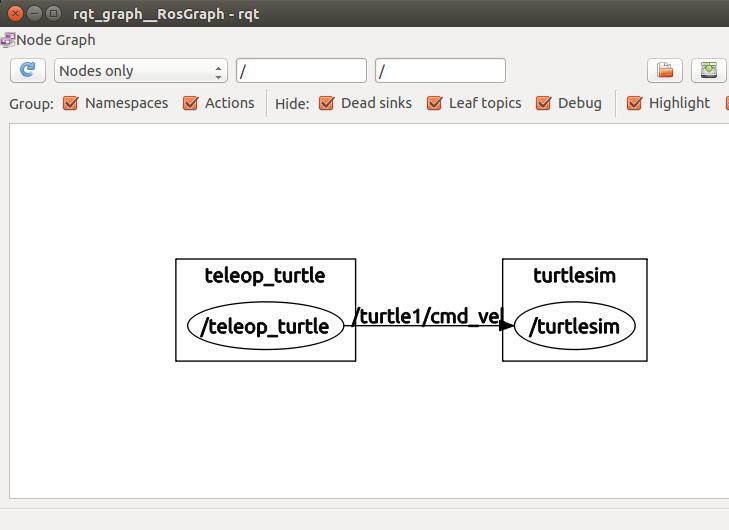 rqt_graph__RosGraph - rqt
Node Graph
Nodes only / /
Group: Namespaces Actions Hide: Dead sinks Leaf topics Debug Highlight
teleop_turtle turtlesim
/teleop_turtle /turtle1/cmd_vel /turtlesim